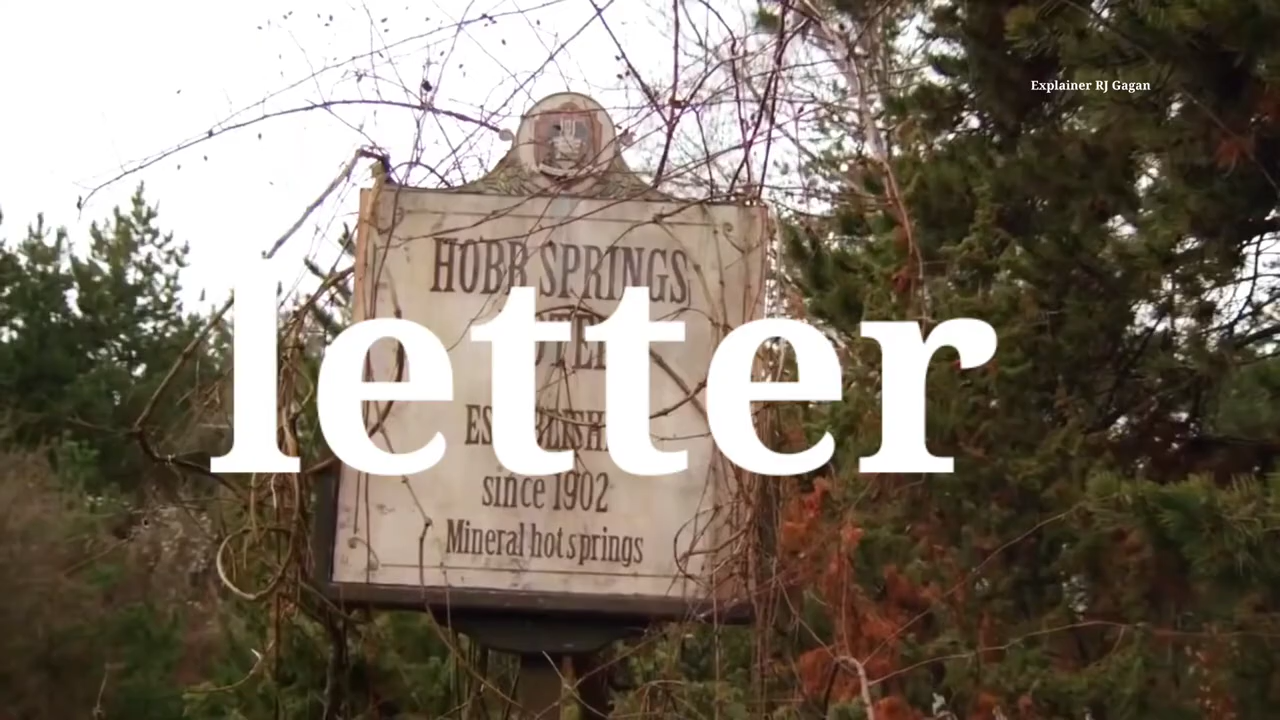 Explainer RJ Gagan
HOBB SPRINGS
letter
since 1902
Mineral hot springs